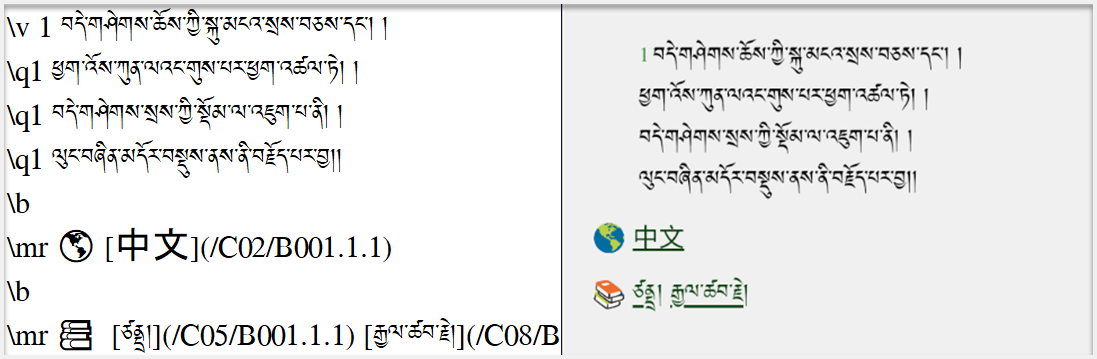 \v 1 བདེ་གཤེགས་ཆོས་ཀྱི་སྐུ་མངའ་སྲས་བཅས་དང་། །
\q1 ཕྱག་འོས་ཀུན་ལའང་གུས་པར་ཕྱག་འཚལ་ཏེ། །
\q1 བདེ་གཤེགས་སྲས་ཀྱི་སྡོམ་ལ་འཇུག་པ་ནི། །
\q1 ལུང་བཞིན་མདོར་བསྡུས་ནས་ནི་བརྗོད་པར་བྱ།།
\b
\mr 🌎 [中文](/C02/B001.1.1)
\b
\mr 📚 [ཙནྡྲ།](/C05/B001.1.1) [རྒྱལ་ཚབ་རྗེ།](/C08/B
1 བདེ་གཤེགས་ཆོས་ཀྱི་སྐུ་མངའ་སྲས་བཅས་དང་། །
ཕྱག་འོས་ཀུན་ལའང་གུས་པར་ཕྱག་འཚལ་ཏེ། །
བདེ་གཤེགས་སྲས་ཀྱི་སྡོམ་ལ་འཇུག་པ་ནི། །
ལུང་བཞིན་མདོར་བསྡུས་ནས་ནི་བརྗོད་པར་བྱ།།
🌎 中文
📚 ཙནྡྲ། རྒྱལ་ཚབ་རྗེ།